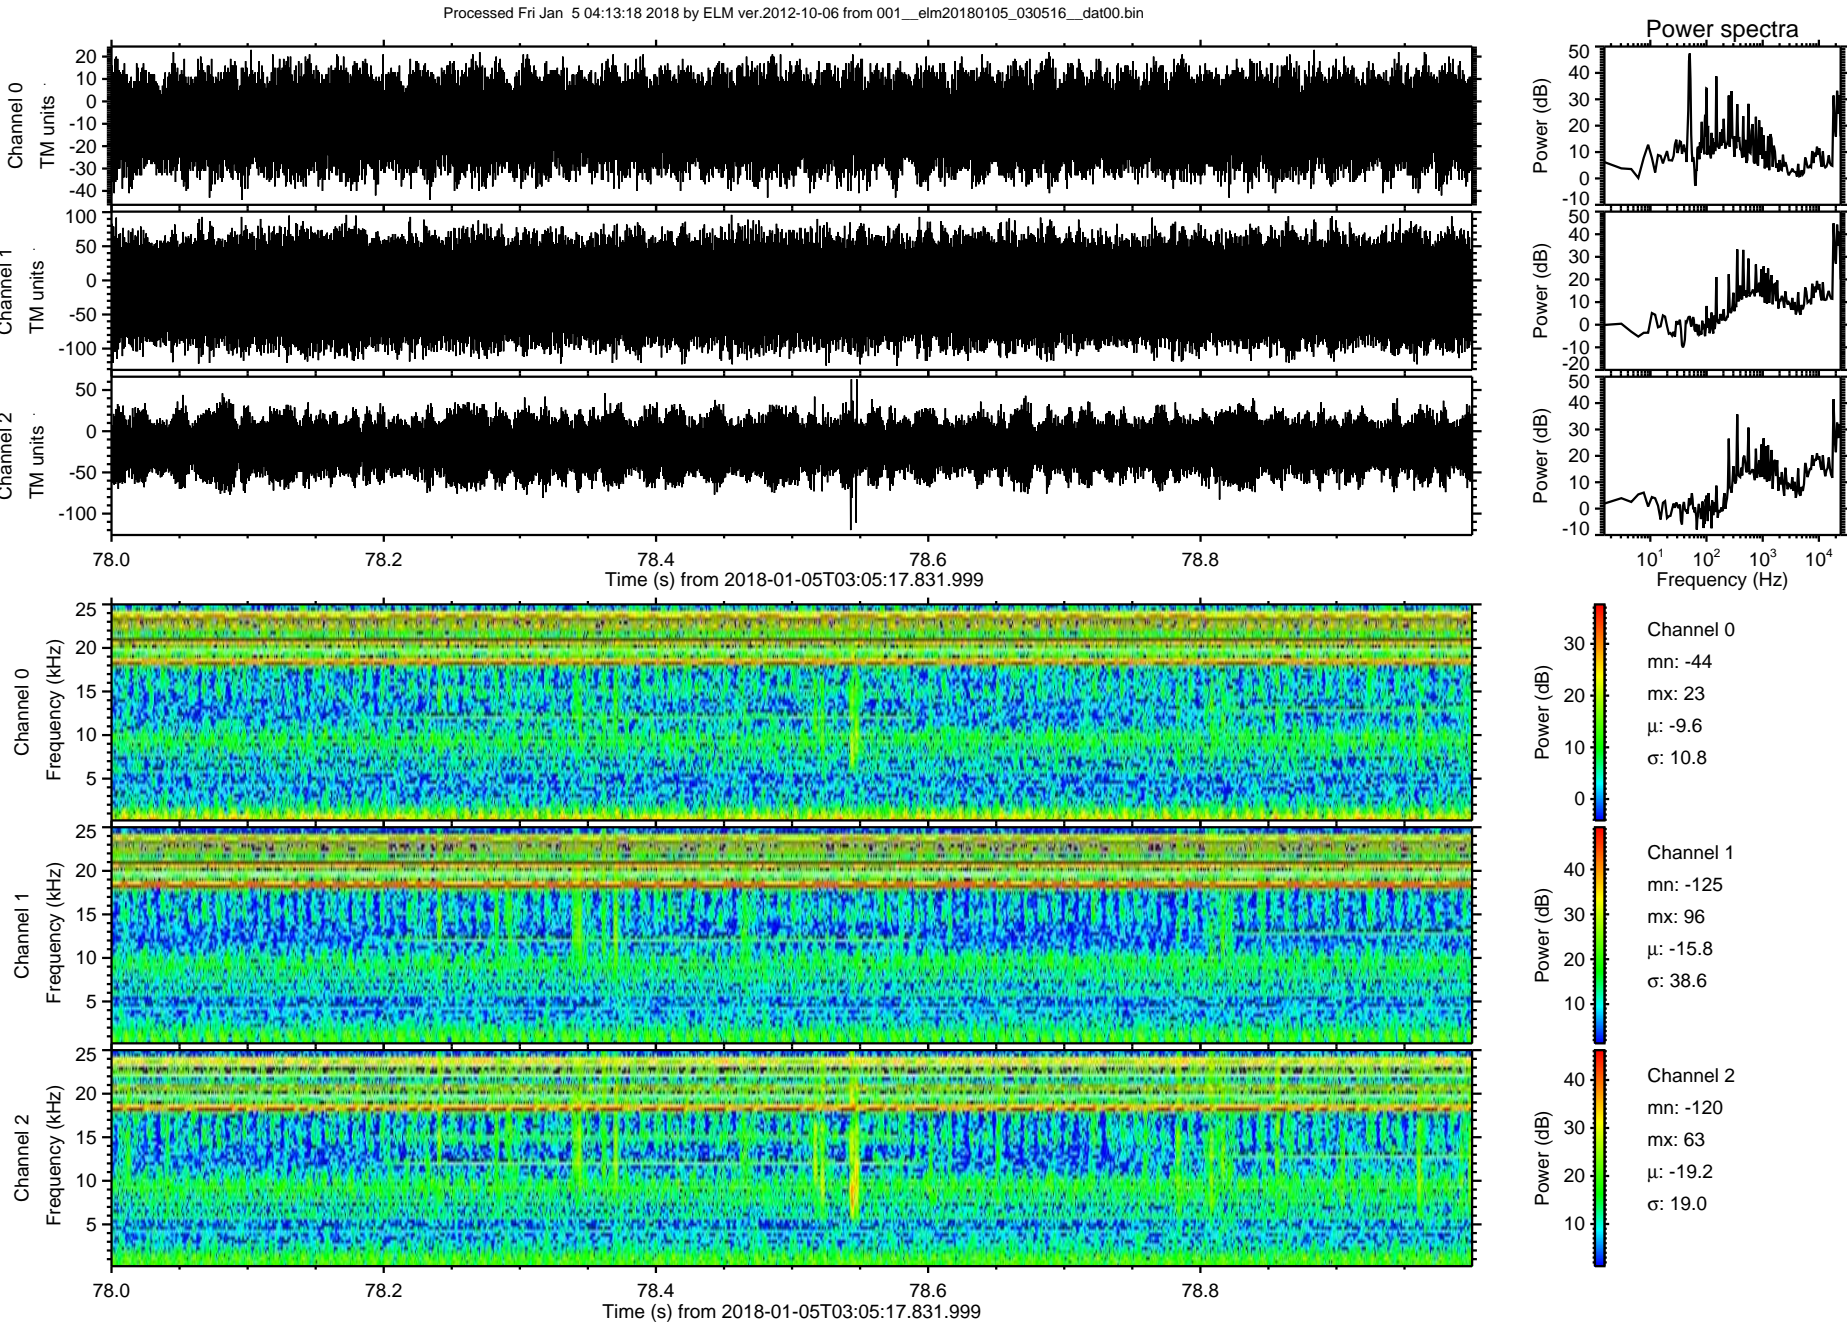 Processed Fri Jan  5 04:13:18 2018 by ELM ver.2012-10-06 from 001__elm20180105_030516__dat00.bin
Power spectra
Channel 0
TM units
20
10
0
-10
-20
-30
-40
Power (dB)
50
40
30
20
10
0
-10
Channel 1
TM units
100
50
0
-50
-100
Power (dB)
50
40
30
20
10
0
-10
-20
Channel 2
TM units
50
0
-50
-100
Power (dB)
50
40
30
20
10
0
-10
78.0 78.2 78.4 78.6 78.8
Time (s) from 2018-01-05T03:05:17.831.999
10¹ 10² 10³ 10⁴
Frequency (Hz)
Channel 0
Frequency (kHz)
25
20
15
10
5
Power (dB)
30
20
10
0
Channel 0
mn: -44
mx: 23
μ: -9.6
σ: 10.8
Channel 1
Frequency (kHz)
25
20
15
10
5
Power (dB)
40
30
20
10
Channel 1
mn: -125
mx: 96
μ: -15.8
σ: 38.6
Channel 2
Frequency (kHz)
25
20
15
10
5
Power (dB)
40
30
20
10
Channel 2
mn: -120
mx: 63
μ: -19.2
σ: 19.0
78.0 78.2 78.4 78.6 78.8
Time (s) from 2018-01-05T03:05:17.831.999